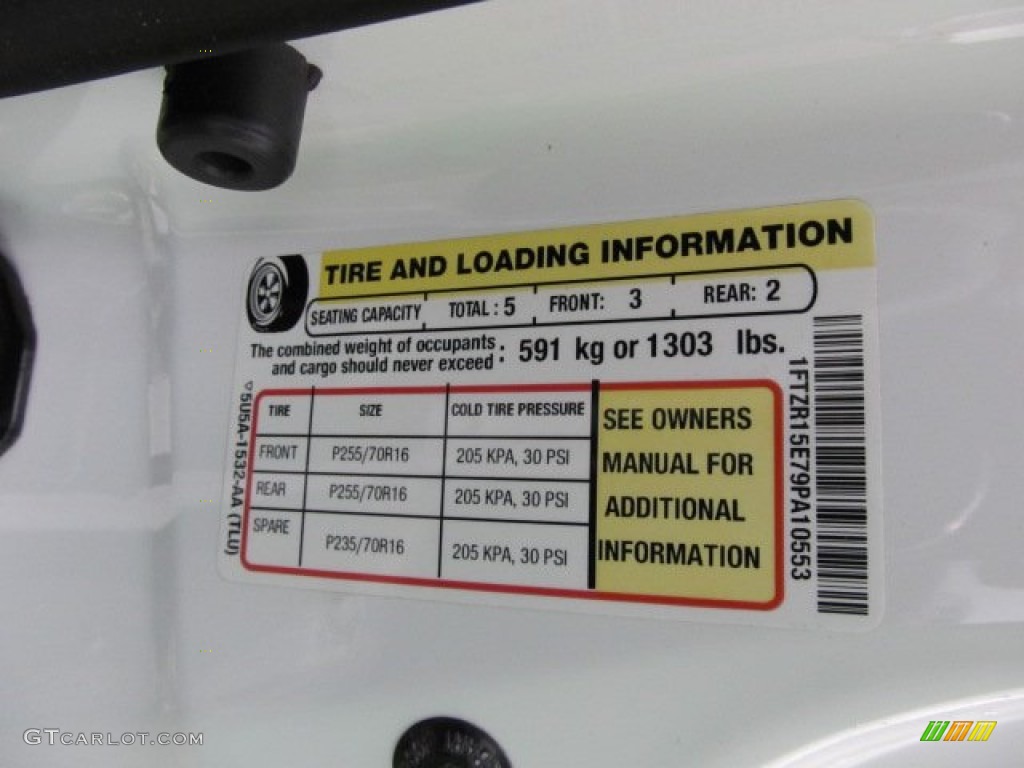 TIRE AND LOADING INFORMATION
SEATING CAPACITY TOTAL : 5 FRONT: 3 REAR: 2
The combined weight of occupants
and cargo should never exceed : 591 kg or 1303 lbs.
TIRE SIZE COLD TIRE PRESSURE
FRONT P255/70R16 205 KPA, 30 PSI
REAR P255/70R16 205 KPA, 30 PSI
SPARE P235/70R16 205 KPA, 30 PSI
SEE OWNERS
MANUAL FOR
ADDITIONAL
INFORMATION
5U5A-1532-AA (TLU)
1FTZR15E79PA10553
GTCARLOT.COM